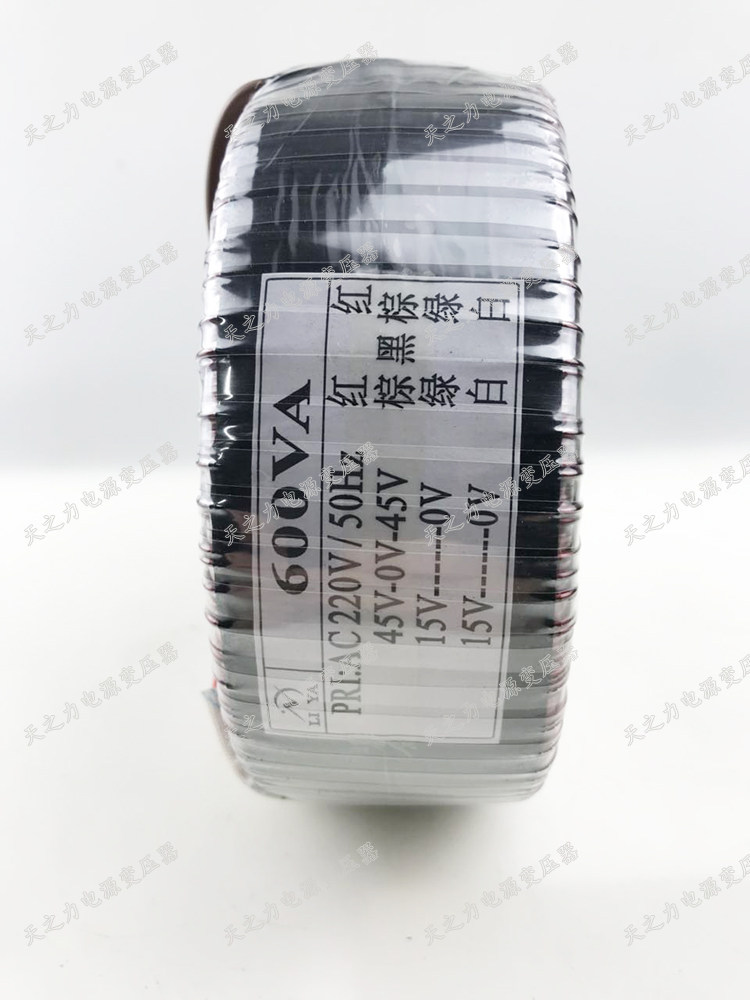 LI YA
600VA
PRI:AC 220V / 50Hz 红 红
45V-0V-45V 棕 黑 棕
15V------0V 绿 绿
15V------0V 白 白
天之力电源变压器